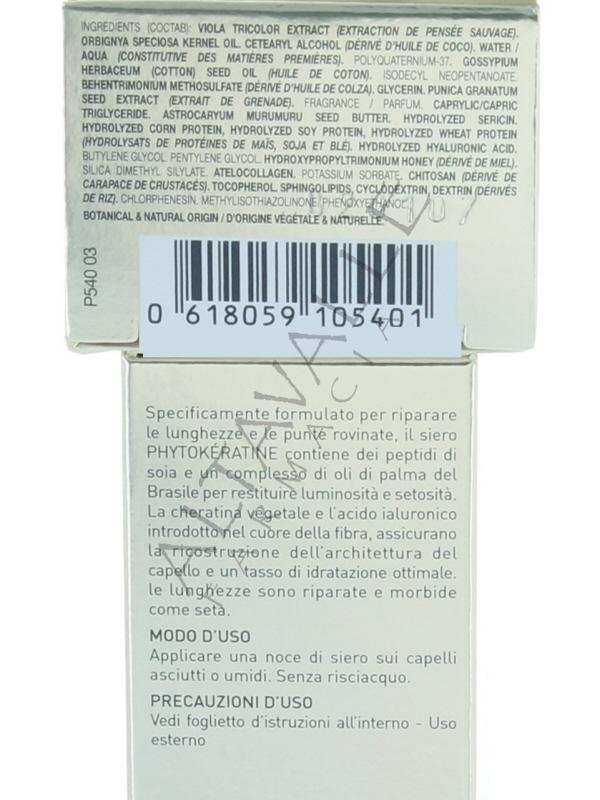 INGREDIENTS (COCTAB): VIOLA TRICOLOR EXTRACT (EXTRACTION DE PENSÉE SAUVAGE).
ORBIGNYA SPECIOSA KERNEL OIL. CETEARYL ALCOHOL (DÉRIVÉ D'HUILE DE COCO). WATER /
AQUA (CONSTITUTIVE DES MATIÈRES PREMIÈRES). POLYQUATERNIUM-37. GOSSYPIUM
HERBACEUM (COTTON) SEED OIL (HUILE DE COTON). ISODECYL NEOPENTANOATE.
BEHENTRIMONIUM METHOSULFATE (DÉRIVÉ D'HUILE DE COLZA). GLYCERIN. PUNICA GRANATUM
SEED EXTRACT (EXTRAIT DE GRENADE). FRAGRANCE / PARFUM. CAPRYLIC/CAPRIC
TRIGLYCERIDE. ASTROCARYUM MURUMURU SEED BUTTER. HYDROLYZED SERICIN.
HYDROLYZED CORN PROTEIN, HYDROLYZED SOY PROTEIN, HYDROLYZED WHEAT PROTEIN
(HYDROLYSATS DE PROTÉINES DE MAÏS, SOJA ET BLÉ). HYDROLYZED HYALURONIC ACID.
BUTYLENE GLYCOL. PENTYLENE GLYCOL. HYDROXYPROPYLTRIMONIUM HONEY (DÉRIVÉ DE MIEL).
SILICA DIMETHYL SILYLATE. ATELOCOLLAGEN. POTASSIUM SORBATE. CHITOSAN (DÉRIVÉ DE
CARAPACE DE CRUSTACÉS). TOCOPHEROL. SPHINGOLIPIDS, CYCLODEXTRIN, DEXTRIN (DÉRIVÉS
DE RIZ). CHLORPHENESIN. METHYLISOTHIAZOLINONE. PHENOXYETHANOL.
BOTANICAL & NATURAL ORIGIN / D'ORIGINE VÉGÉTALE & NATURELLE.
P540 03
0 618059 105401
ALTAVALLE
FARMACIA
Specificamente formulato per riparare
le lunghezze e le punte rovinate, il siero
PHYTOKÉRATINE contiene dei peptidi di
soia e un complesso di oli di palma del
Brasile per restituire luminosità e setosità.
La cheratina vegetale e l'acido ialuronico
introdotto nel cuore della fibra, assicurano
la ricostruzione dell'architettura del
capello e un tasso di idratazione ottimale.
le lunghezze sono riparate e morbide
come seta.
MODO D'USO
Applicare una noce di siero sui capelli
asciutti o umidi. Senza risciacquo.
PRECAUZIONI D'USO
Vedi foglietto d'istruzioni all'interno - Uso
esterno